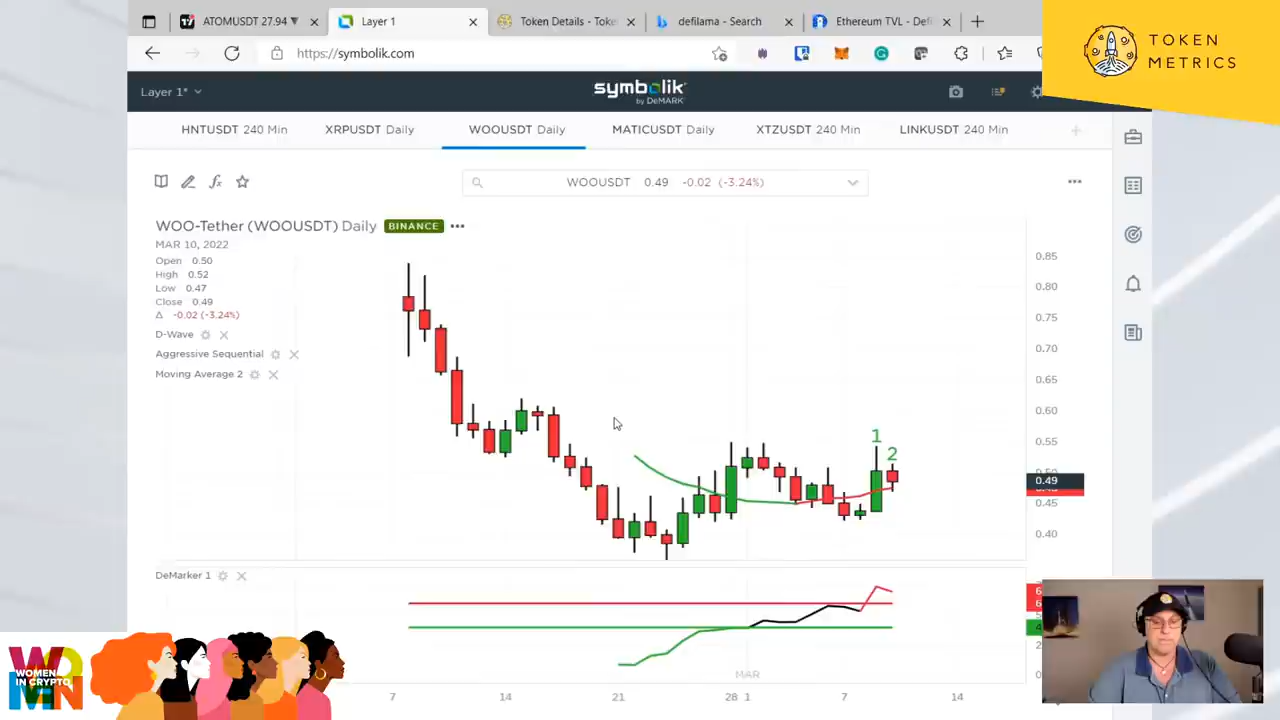 ATOMUSDT 27.94 ▼
Layer 1
Token Details - Toke
defilama - Search
Ethereum TVL - Defi
https://symbolik.com
TOKEN
METRICS
Layer 1*
symbolik
by DeMARK
HNTUSDT 240 Min
XRPUSDT Daily
WOOUSDT Daily
MATICUSDT Daily
XTZUSDT 240 Min
LINKUSDT 240 Min
WOOUSDT 0.49 -0.02 (-3.24%)
WOO-Tether (WOOUSDT) Daily BINANCE
MAR 10, 2022
Open 0.50
High 0.52
Low 0.47
Close 0.49
Δ -0.02 (-3.24%)
D-Wave
Aggressive Sequential
Moving Average 2
0.85
0.80
0.75
0.70
0.65
0.60
0.55
0.49
0.45
0.40
1
2
DeMarker 1
MAR
7 14 21 28 1 7 14
WOMEN
IN CRYPTO